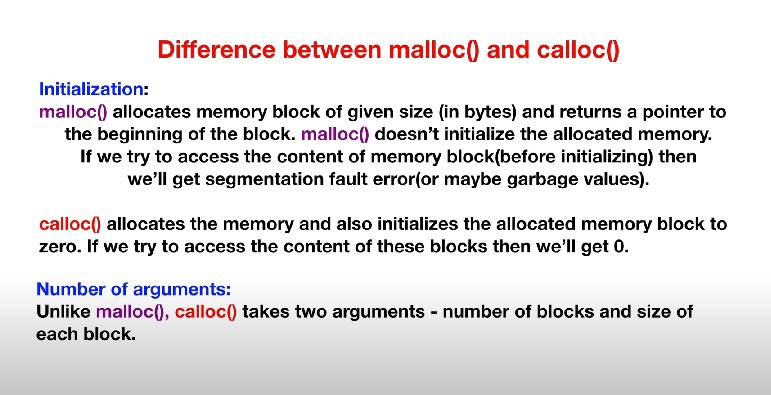 Difference between malloc() and calloc()
Initialization:
malloc() allocates memory block of given size (in bytes) and returns a pointer to
the beginning of the block. malloc() doesn't initialize the allocated memory.
If we try to access the content of memory block(before initializing) then
we'll get segmentation fault error(or maybe garbage values).
calloc() allocates the memory and also initializes the allocated memory block to
zero. If we try to access the content of these blocks then we'll get 0.
Number of arguments:
Unlike malloc(), calloc() takes two arguments - number of blocks and size of
each block.